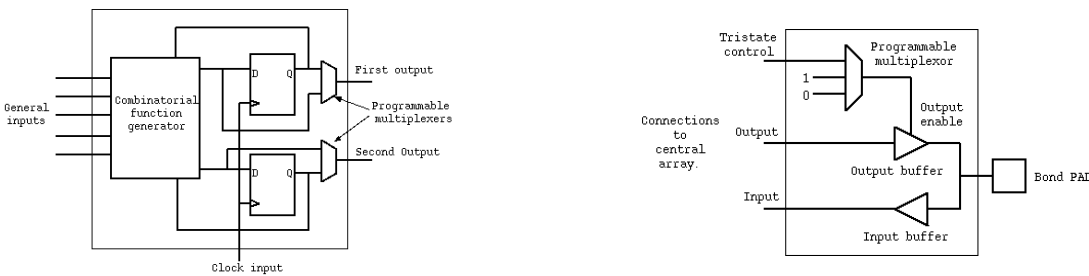 General
inputs
Combinatorial
function
generator
D
Q
D
Q
First output
Programmable
multiplexers
Second Output
Clock input
Tristate
control
1
0
Programmable
multiplexor
Output
enable
Connections
to
central
array.
Output
Output buffer
Input
Input buffer
Bond PAD